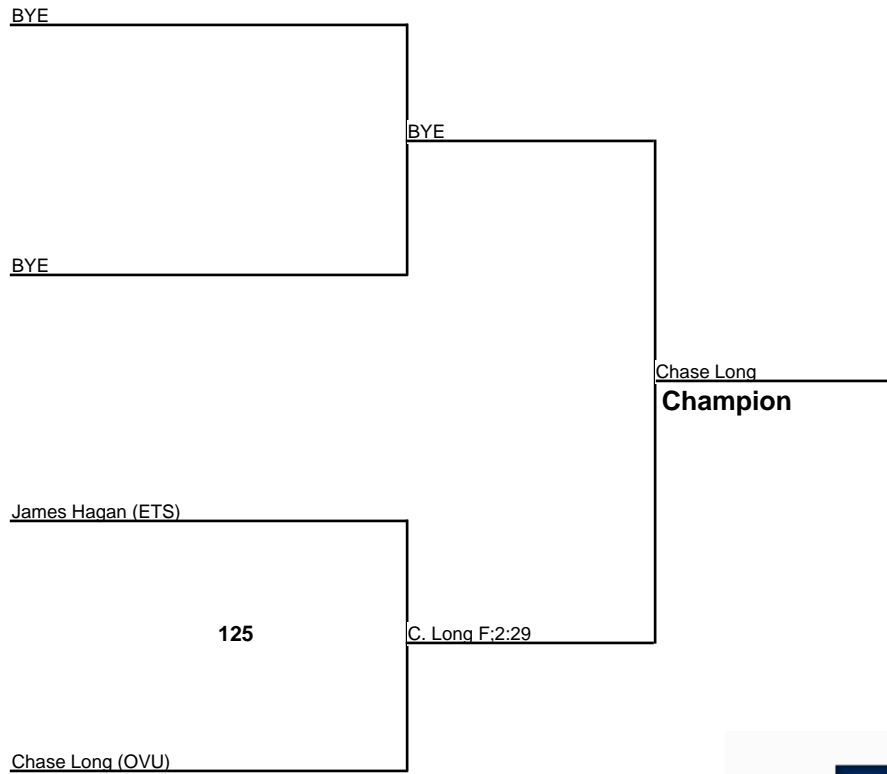 BYE
BYE
BYE
Chase Long
Champion
James Hagan (ETS)
125
C. Long F;2:29
Chase Long (OVU)